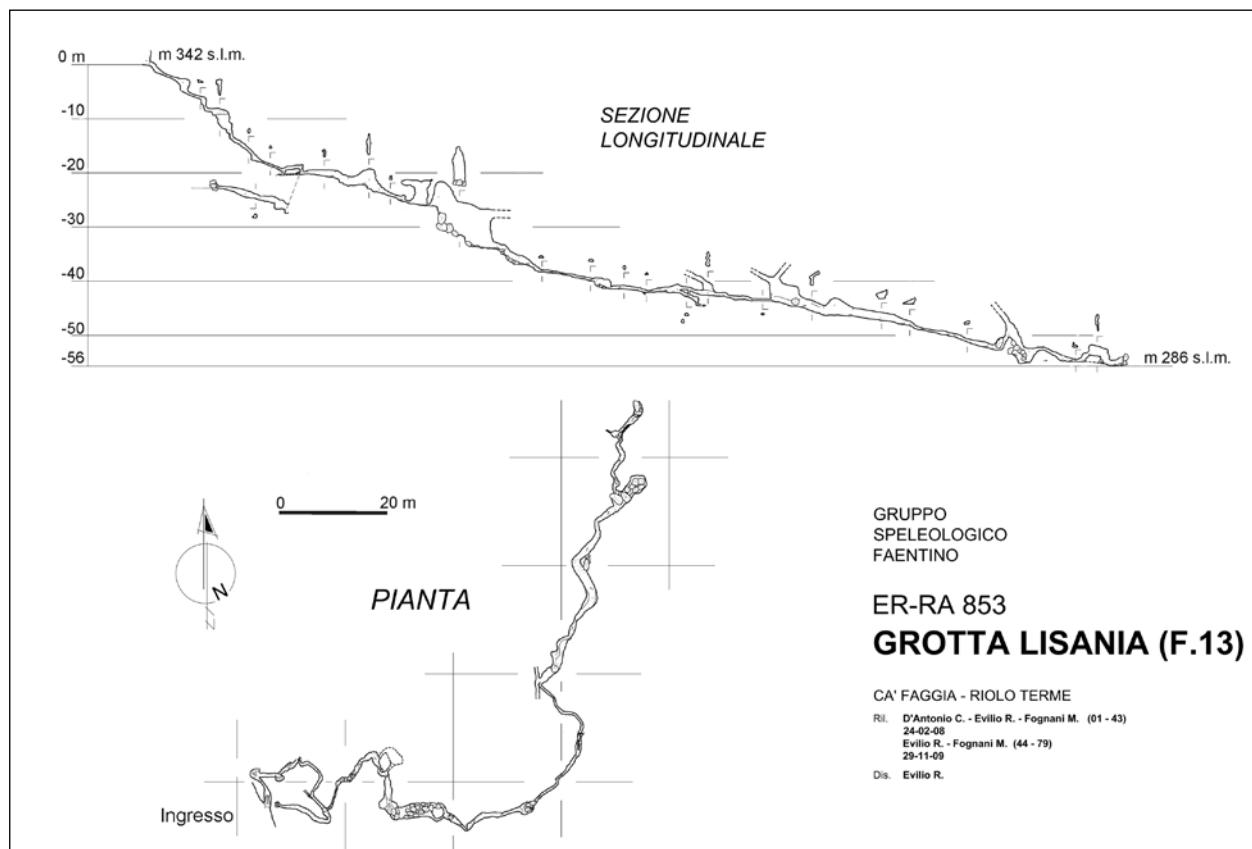 0 m
m 342 s.l.m.
-10
-20
-30
-40
-50
-56
SEZIONE
LONGITUDINALE
m 286 s.l.m.
0
20 m
N
PIANTA
Ingresso
GRUPPO
SPELEOLOGICO
FAENTINO
ER-RA 853
GROTTA LISANIA (F.13)
CA' FAGGIA - RIOLO TERME
Ril. D'Antonio C. - Evilio R. - Fognani M. (01 - 43)
24-02-08
Evilio R. - Fognani M. (44 - 79)
29-11-09
Dis. Evilio R.